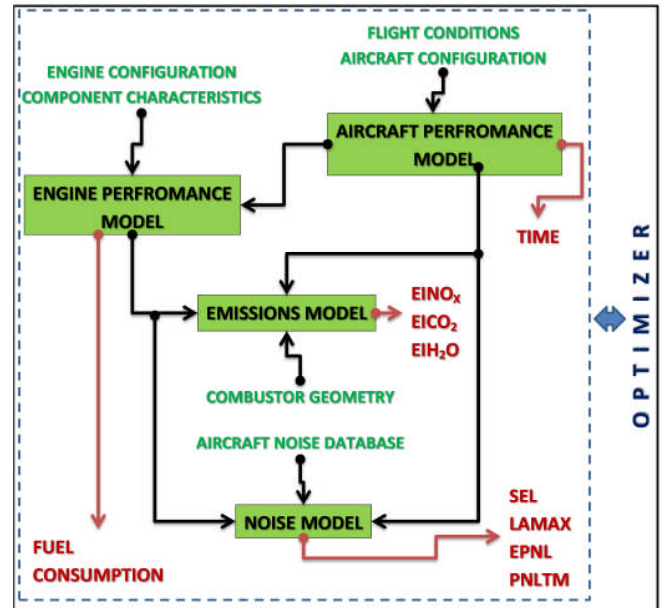 FLIGHT CONDITIONS
AIRCRAFT CONFIGURATION
ENGINE CONFIGURATION
COMPONENT CHARACTERISTICS
AIRCRAFT PERFROMANCE
MODEL
ENGINE PERFROMANCE
MODEL
TIME
EMISSIONS MODEL
EINOₓ
EICO₂
EIH₂O
COMBUSTOR GEOMETRY
AIRCRAFT NOISE DATABASE
NOISE MODEL
SEL
LAMAX
EPNL
PNLTM
FUEL
CONSUMPTION
OPTIMIZER